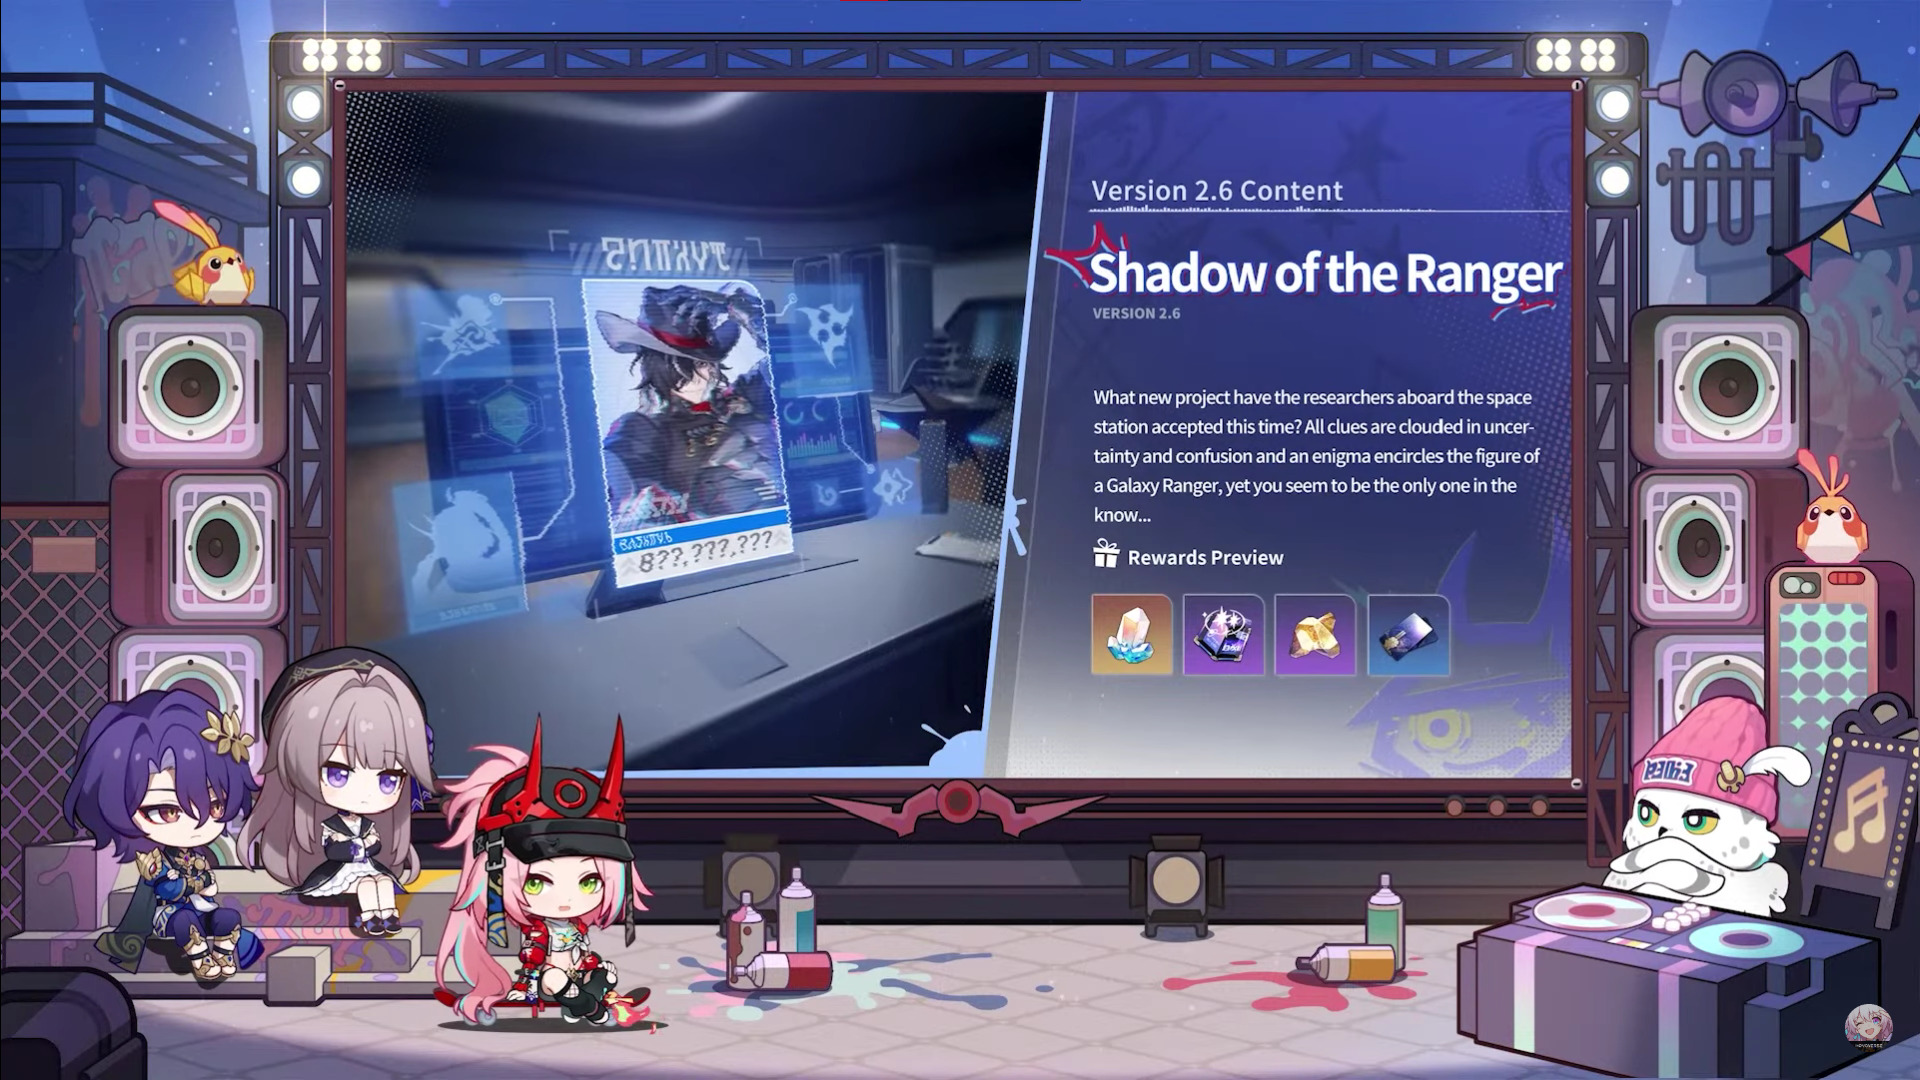 Version 2.6 Content
Shadow of the Ranger
VERSION 2.6
What new project have the researchers aboard the space
station accepted this time? All clues are clouded in uncer-
tainty and confusion and an enigma encircles the figure of
a Galaxy Ranger, yet you seem to be the only one in the
know...
Rewards Preview
8??,???,???